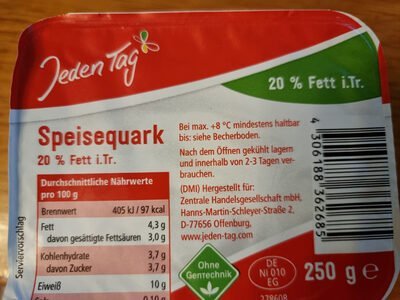 Jeden Tag
20 % Fett i.Tr.
Speisequark
20 % Fett i.Tr.
Durchschnittliche Nährwerte
pro 100 g
Brennwert 405 kJ / 97 kcal
Fett 4,3 g
davon gesättigte Fettsäuren 3,0 g
Kohlenhydrate 3,7 g
davon Zucker 3,7 g
Eiweiß 10 g
0,10 g
Serviervorschlag
Bei max. +8 °C mindestens haltbar
bis: siehe Becherboden.
Nach dem Öffnen gekühlt lagern
und innerhalb von 2-3 Tagen ver-
brauchen.
(DMI) Hergestellt für:
Zentrale Handelsgesellschaft mbH,
Hanns-Martin-Schleyer-Straße 2,
D-77656 Offenburg,
www.jeden-tag.com
Ohne
Gentechnik
DE
NI 010
EG
250 g e
4 306188 362685